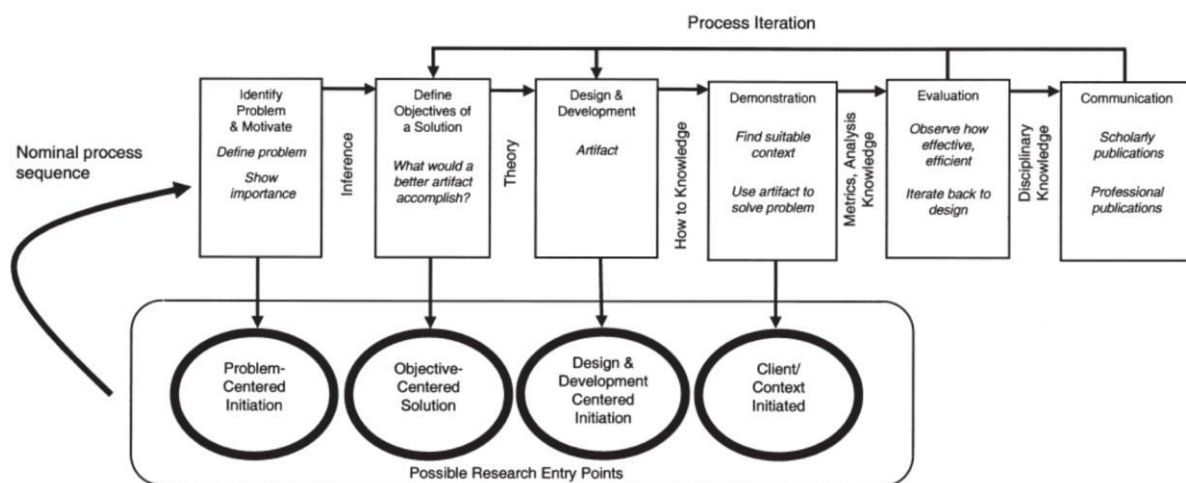 Process Iteration
Nominal process
sequence
Identify
Problem
& Motivate
Define problem
Show
importance
Inference
Define
Objectives of
a Solution
What would a
better artifact
accomplish?
Theory
Design &
Development
Artifact
How to Knowledge
Demonstration
Find suitable
context
Use artifact to
solve problem
Metrics, Analysis
Knowledge
Evaluation
Observe how
effective,
efficient
Iterate back to
design
Disciplinary
Knowledge
Communication
Scholarly
publications
Professional
publications
Problem-
Centered
Initiation
Objective-
Centered
Solution
Design &
Development
Centered
Initiation
Client/
Context
Initiated
Possible Research Entry Points